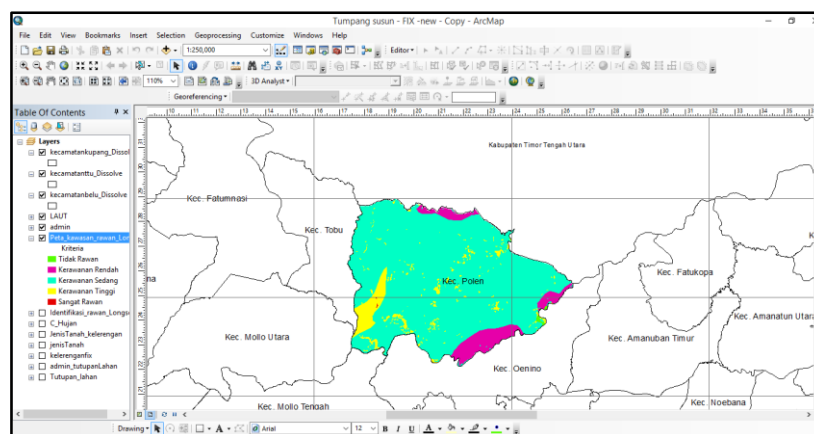 Tumpang susun - FIX -new - Copy - ArcMap
File Edit View Bookmarks Insert Selection Geoprocessing Customize Windows Help
1:250,000 Editor
110% 3D Analyst
Georeferencing
Table Of Contents
Layers
kecamatankupang_Dissol
kecamatanttu_Dissolve
kecamatanbelu_Dissolve
LAUT
admin
Peta_kawasan_rawan_Long
Kriteria
Tidak Rawan
Kerawanan Rendah
Kerawanan Sedang
Kerawanan Tinggi
Sangat Rawan
Identifikasi_rawan_Longs
C_Hujan
JenisTanah_kelerengan
jenisTanah
kelerenganfix
admin_tutupanLahan
Tutupan_lahan
Kabupaten Timor Tengah Utara
Kec. Fatumnasi
Kec. Tobu
Kec. Polen
Kec. Fatukopa
Kec. Mollo Utara
Kec. Amanuban Timur
Kec. Amanatun Utara
Kec. Oenino
Kec. Mollo Tengah
Kec. Noebana
Drawing A Arial 12 B I U A